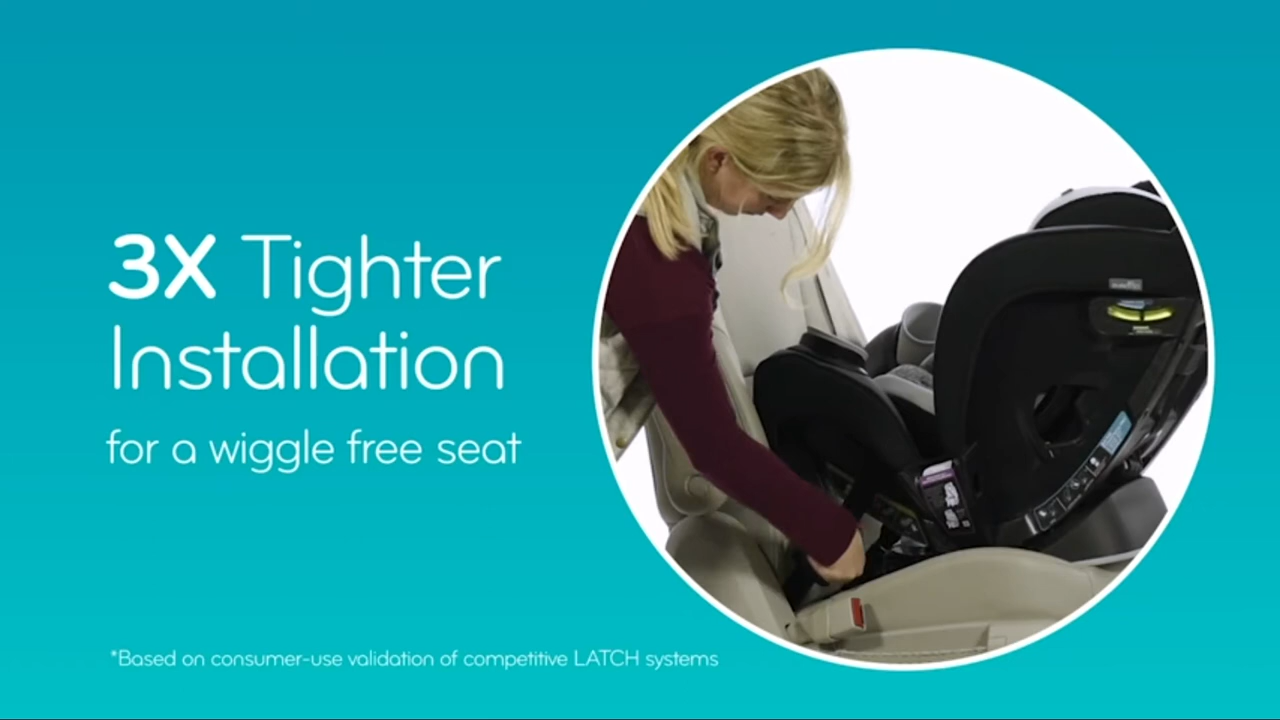 3X Tighter
Installation
for a wiggle free seat
*Based on consumer-use validation of competitive LATCH systems